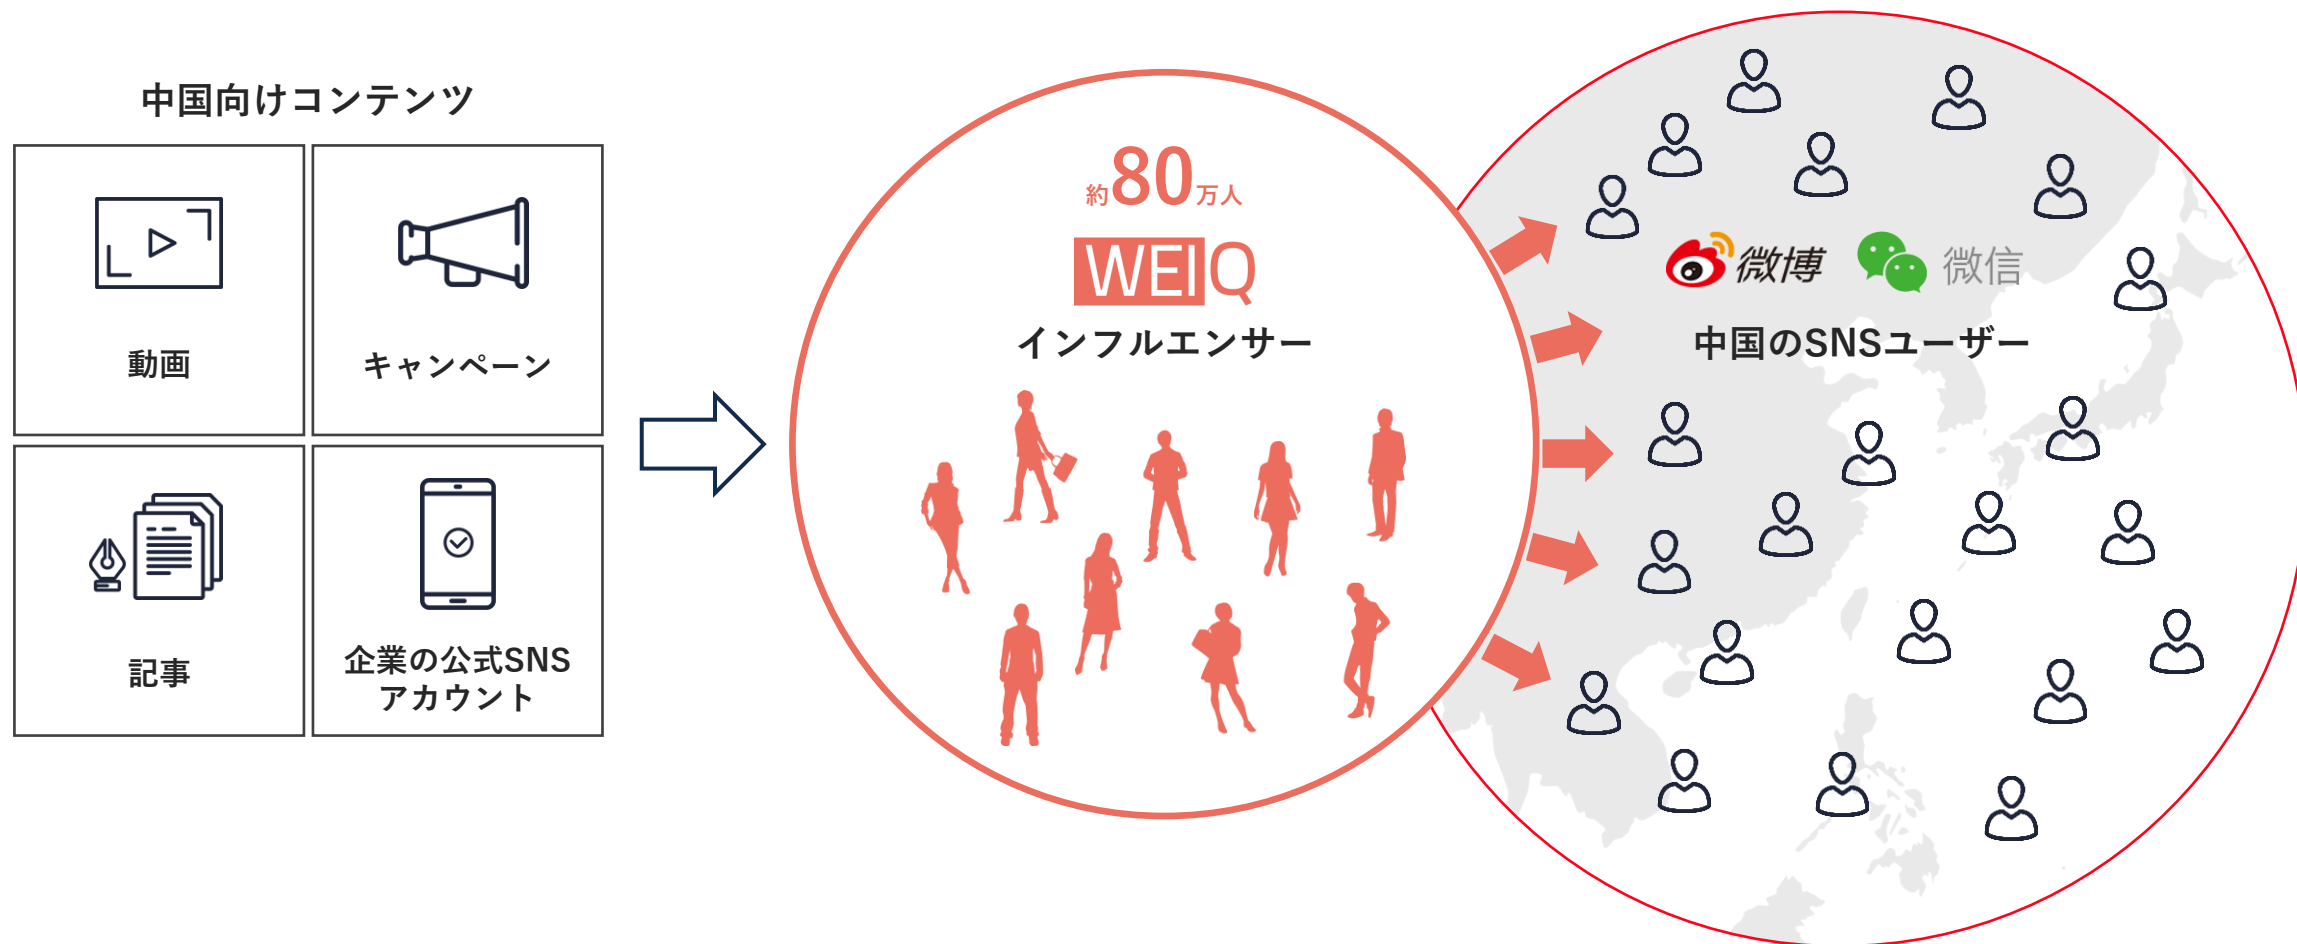 中国向けコンテンツ
動画
キャンペーン
記事
企業の公式SNS
アカウント
約80万人
WEIQ
インフルエンサー
微博 微信
中国のSNSユーザー